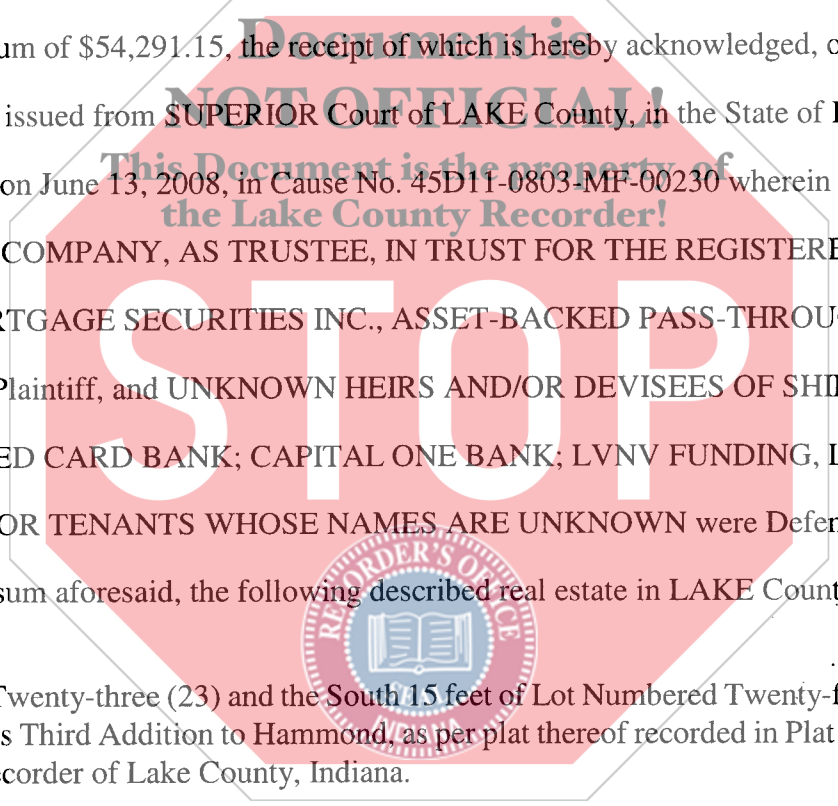 um of $54,291.15, the receipt of which is hereby acknowledged, o
Document is
issued from SUPERIOR Court of LAKE County, in the State of I
NOT OFFICIAL!
This Document is the property of
on June 13, 2008, in Cause No. 45D11-0803-MF-00230 wherein
the Lake County Recorder!
COMPANY, AS TRUSTEE, IN TRUST FOR THE REGISTERE
RTGAGE SECURITIES INC., ASSET-BACKED PASS-THROU
STOP
Plaintiff, and UNKNOWN HEIRS AND/OR DEVISEES OF SHI
ED CARD BANK; CAPITAL ONE BANK; LVNV FUNDING, L
OR TENANTS WHOSE NAMES ARE UNKNOWN were Defen
RECORDER'S OFFICE
sum aforesaid, the following described real estate in LAKE Count
SEAL
Twenty-three (23) and the South 15 feet of Lot Numbered Twenty-f
INDIANA
s Third Addition to Hammond, as per plat thereof recorded in Plat
ecorder of Lake County, Indiana.